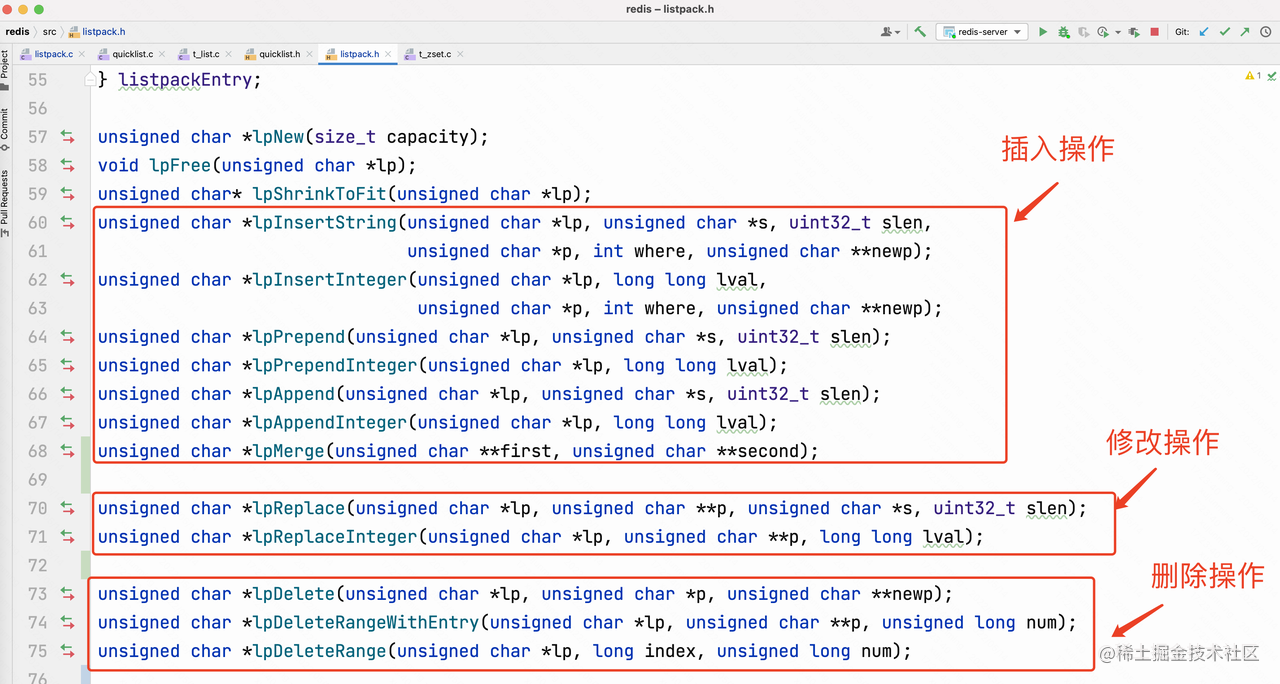 redis – listpack.h
redis src listpack.h
redis-server
Git:
listpack.c quicklist.c t_list.c quicklist.h listpack.h t_zset.c
Project
Commit
Pull Requests
1
55 } listpackEntry;
56
57 unsigned char *lpNew(size_t capacity);
58 void lpFree(unsigned char *lp);
59 unsigned char* lpShrinkToFit(unsigned char *lp);
插入操作
60 unsigned char *lpInsertString(unsigned char *lp, unsigned char *s, uint32_t slen,
61 unsigned char *p, int where, unsigned char **newp);
62 unsigned char *lpInsertInteger(unsigned char *lp, long long lval,
63 unsigned char *p, int where, unsigned char **newp);
64 unsigned char *lpPrepend(unsigned char *lp, unsigned char *s, uint32_t slen);
65 unsigned char *lpPrependInteger(unsigned char *lp, long long lval);
66 unsigned char *lpAppend(unsigned char *lp, unsigned char *s, uint32_t slen);
67 unsigned char *lpAppendInteger(unsigned char *lp, long long lval);
68 unsigned char *lpMerge(unsigned char **first, unsigned char **second);
69
修改操作
70 unsigned char *lpReplace(unsigned char *lp, unsigned char **p, unsigned char *s, uint32_t slen);
71 unsigned char *lpReplaceInteger(unsigned char *lp, unsigned char **p, long long lval);
72
删除操作
73 unsigned char *lpDelete(unsigned char *lp, unsigned char *p, unsigned char **newp);
74 unsigned char *lpDeleteRangeWithEntry(unsigned char *lp, unsigned char **p, unsigned long num);
75 unsigned char *lpDeleteRange(unsigned char *lp, long index, unsigned long num);
76
@稀土掘金技术社区